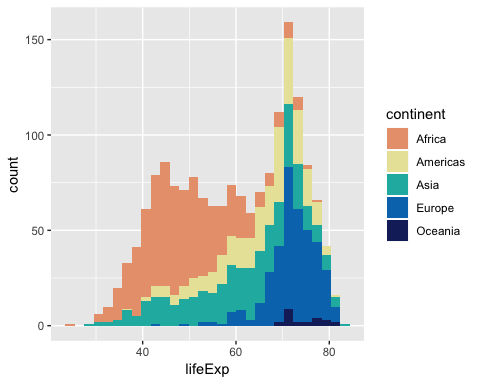 150
100
50
0
count
40 60 80
lifeExp
continent
Africa
Americas
Asia
Europe
Oceania